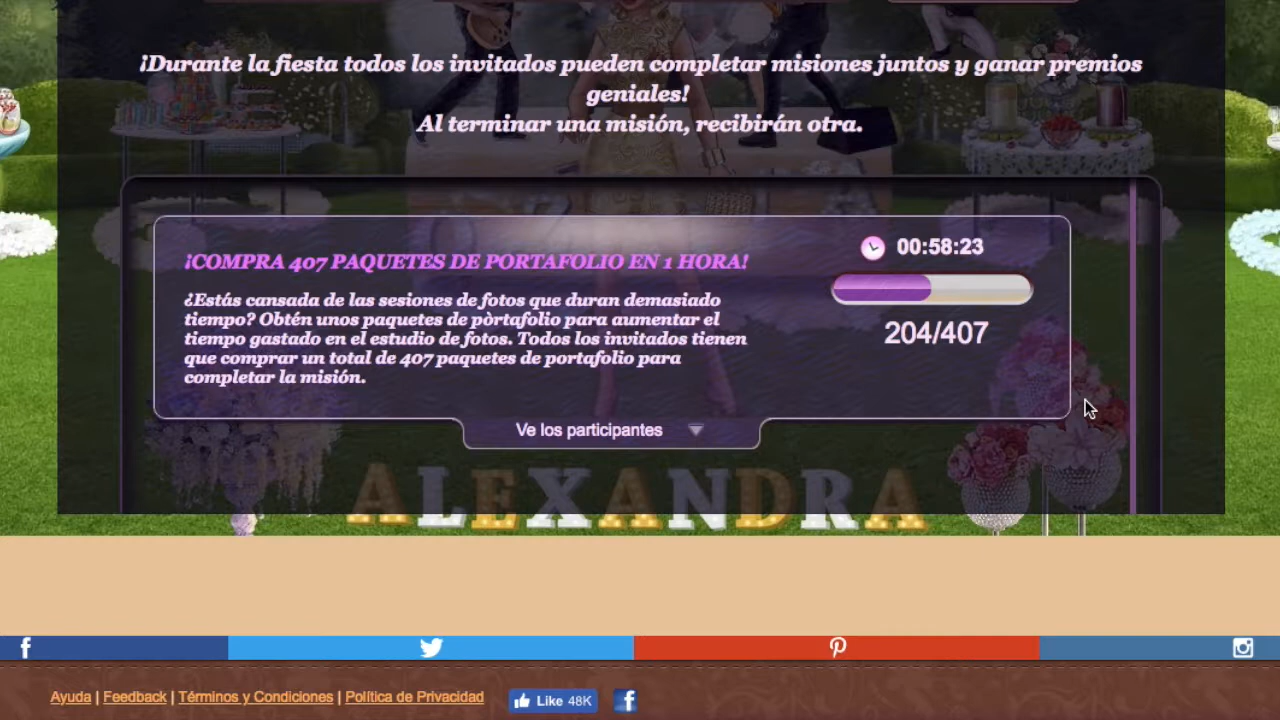 ¡Durante la fiesta todos los invitados pueden completar misiones juntos y ganar premios
geniales!
Al terminar una misión, recibirán otra.
¡COMPRA 407 PAQUETES DE PORTAFOLIO EN 1 HORA!
00:58:23
¿Estás cansada de las sesiones de fotos que duran demasiado
tiempo? Obtén unos paquetes de pòrtafolio para aumentar el
tiempo gastado en el estudio de fotos. Todos los invitados tienen
que comprar un total de 407 paquetes de portafolio para
completar la misión.
204/407
Ve los participantes
ALEXANDRA
Ayuda | Feedback | Términos y Condiciones | Política de Privacidad
Like 48K